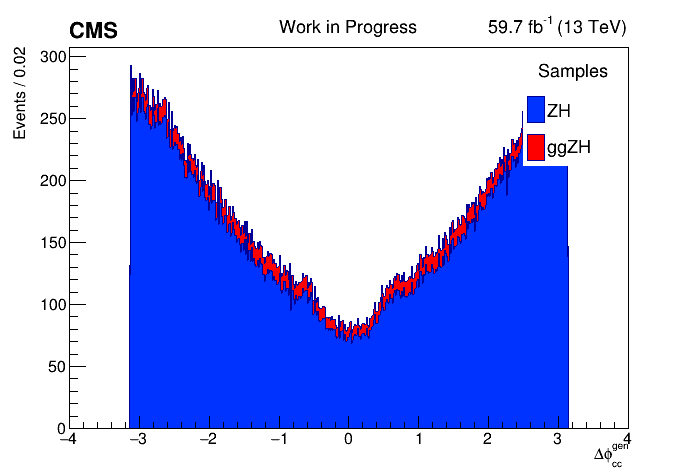 CMS Work in Progress 59.7 fb⁻¹ (13 TeV)
Events / 0.02
300
250
200
150
100
50
0
Samples
ZH
ggZH
−4 −3 −2 −1 0 1 2 3 4
Δϕ^gen_cc